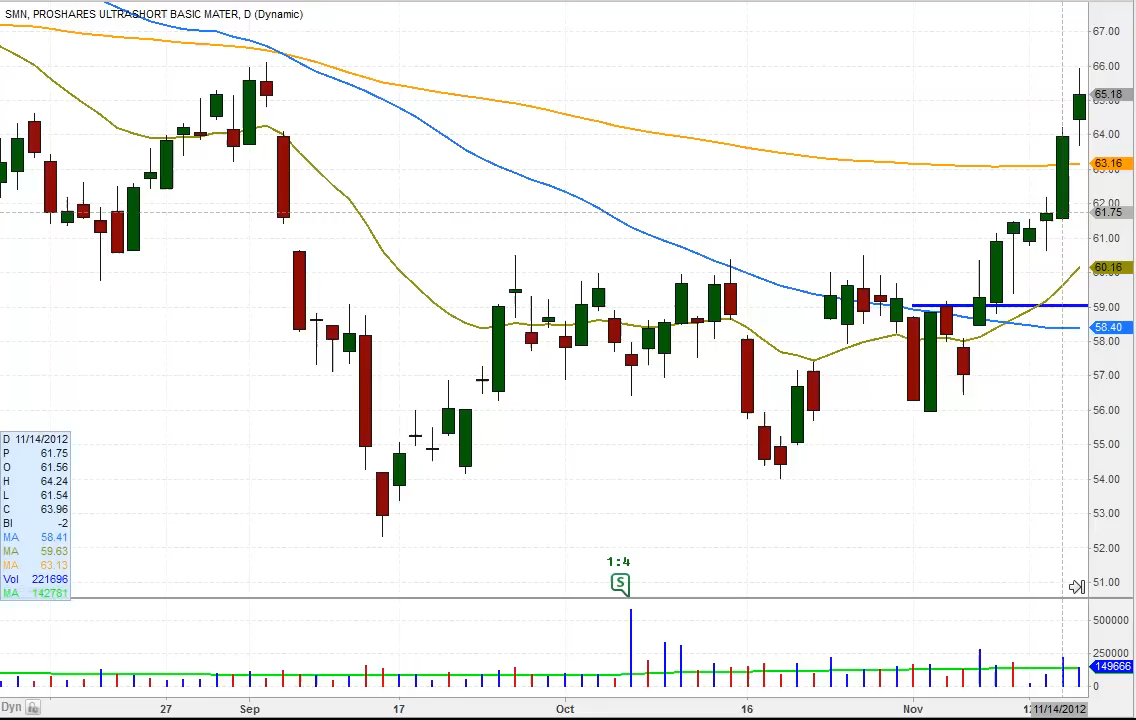 SMN, PROSHARES ULTRASHORT BASIC MATER, D (Dynamic)
67.00
66.00
65.18
64.00
63.16
63.00
62.00
61.75
61.00
60.16
59.00
58.40
58.00
57.00
56.00
55.00
54.00
53.00
52.00
51.00
D 11/14/2012
P 61.75
O 61.56
H 64.24
L 61.54
C 63.96
BI -2
MA 58.41
MA 59.63
MA 63.13
Vol 221696
MA 142781
1:4
S
500000
250000
149666
0
Dyn 27 Sep 17 Oct 16 Nov 11/14/2012